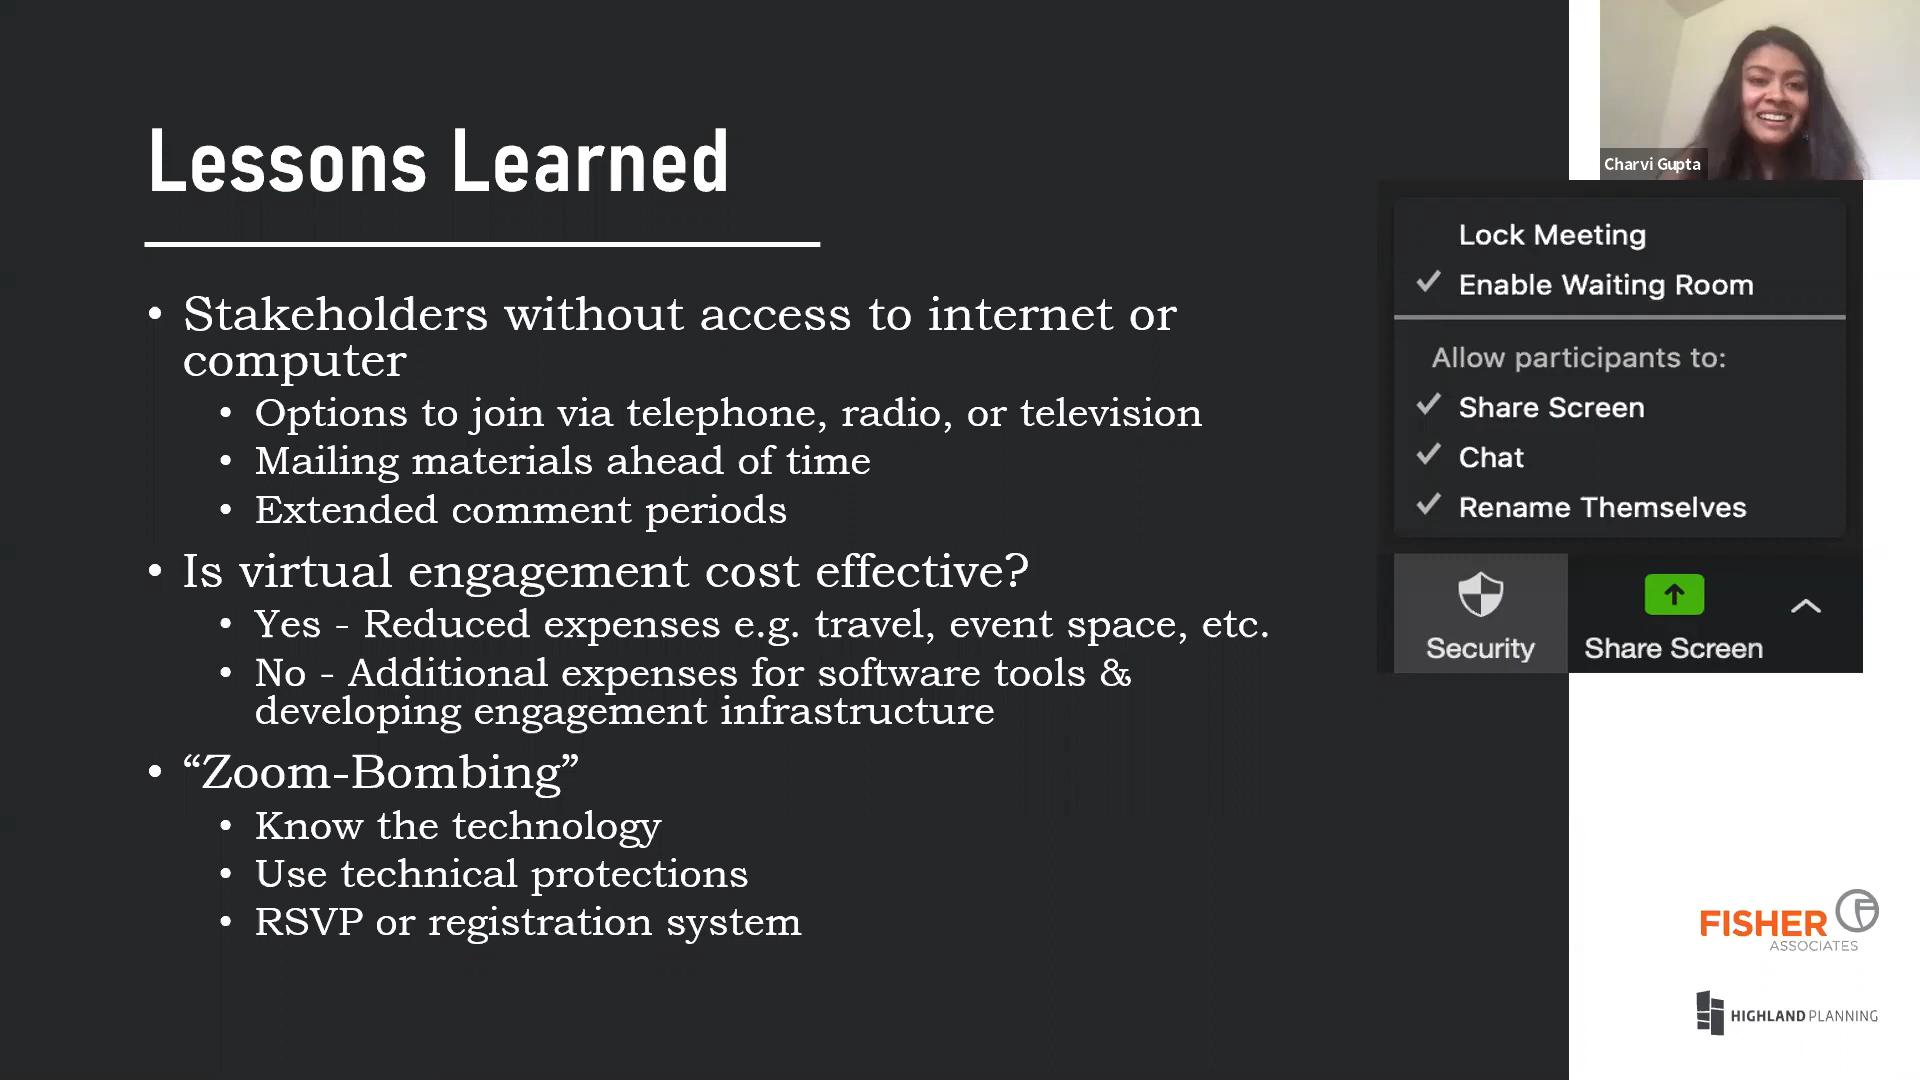 Lessons Learned
• Stakeholders without access to internet or
computer
• Options to join via telephone, radio, or television
• Mailing materials ahead of time
• Extended comment periods
• Is virtual engagement cost effective?
• Yes - Reduced expenses e.g. travel, event space, etc.
• No - Additional expenses for software tools &
developing engagement infrastructure
• “Zoom-Bombing”
• Know the technology
• Use technical protections
• RSVP or registration system
Charvi Gupta
Lock Meeting
Enable Waiting Room
Allow participants to:
Share Screen
Chat
Rename Themselves
Security
Share Screen
FISHER
ASSOCIATES
HIGHLAND PLANNING